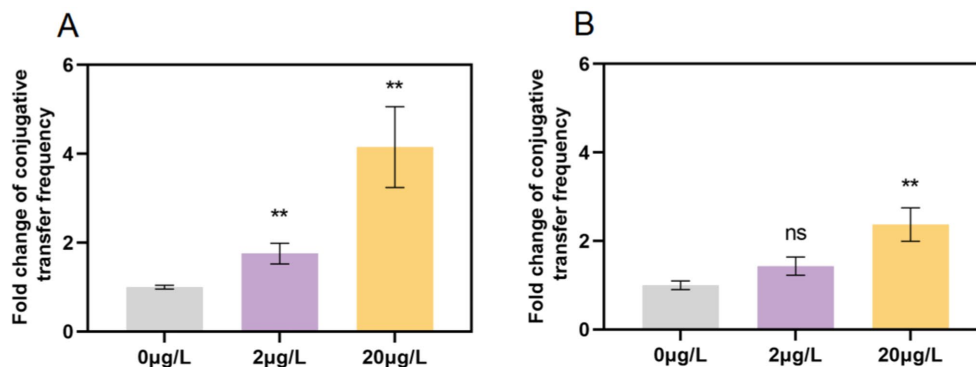 A
Fold change of conjugative
transfer frequency
6
4
2
0
**
**
0µg/L
2µg/L
20µg/L
B
Fold change of conjugative
transfer frequency
6
4
2
0
ns
**
0µg/L
2µg/L
20µg/L